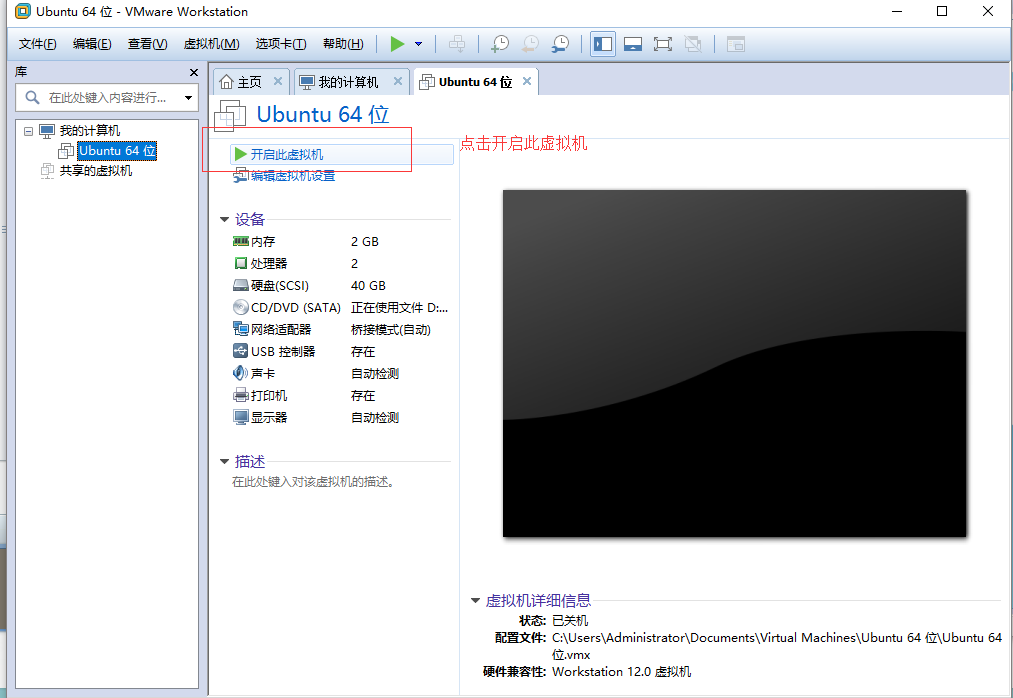 Ubuntu 64 位 - VMware Workstation
文件(F) 编辑(E) 查看(V) 虚拟机(M) 选项卡(T) 帮助(H)
库
在此处键入内容进行...
我的计算机
Ubuntu 64 位
共享的虚拟机
主页 我的计算机 Ubuntu 64 位
Ubuntu 64 位
开启此虚拟机
点击开启此虚拟机
编辑虚拟机设置
设备
内存 2 GB
处理器 2
硬盘(SCSI) 40 GB
CD/DVD (SATA) 正在使用文件 D:...
网络适配器 桥接模式(自动)
USB 控制器 存在
声卡 自动检测
打印机 存在
显示器 自动检测
描述
在此处键入对该虚拟机的描述。
虚拟机详细信息
状态: 已关机
配置文件: C:\Users\Administrator\Documents\Virtual Machines\Ubuntu 64 位\Ubuntu 64
位.vmx
硬件兼容性: Workstation 12.0 虚拟机